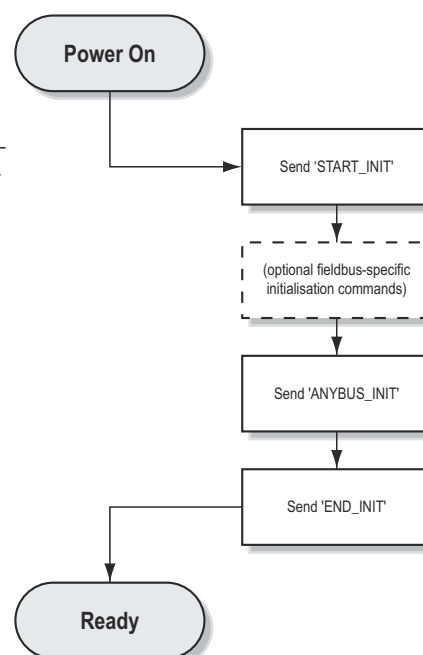 Power On
Send ‘START_INIT'
(optional fieldbus-specific
initialisation commands)
Send 'ANYBUS_INIT'
Send 'END_INIT'
Ready